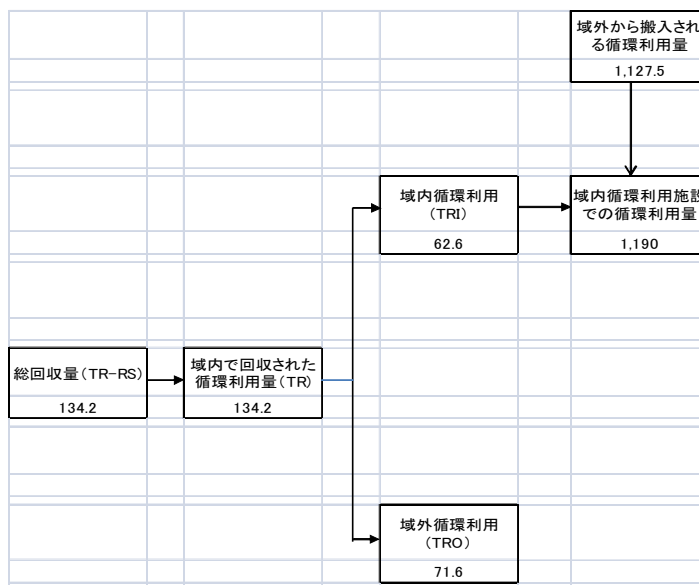 域外から搬入され
る循環利用量
1,127.5
域内循環利用
(TRI)
62.6
域内循環利用施設
での循環利用量
1,190
総回収量(TR-RS)
134.2
域内で回収された
循環利用量(TR)
134.2
域外循環利用
(TRO)
71.6